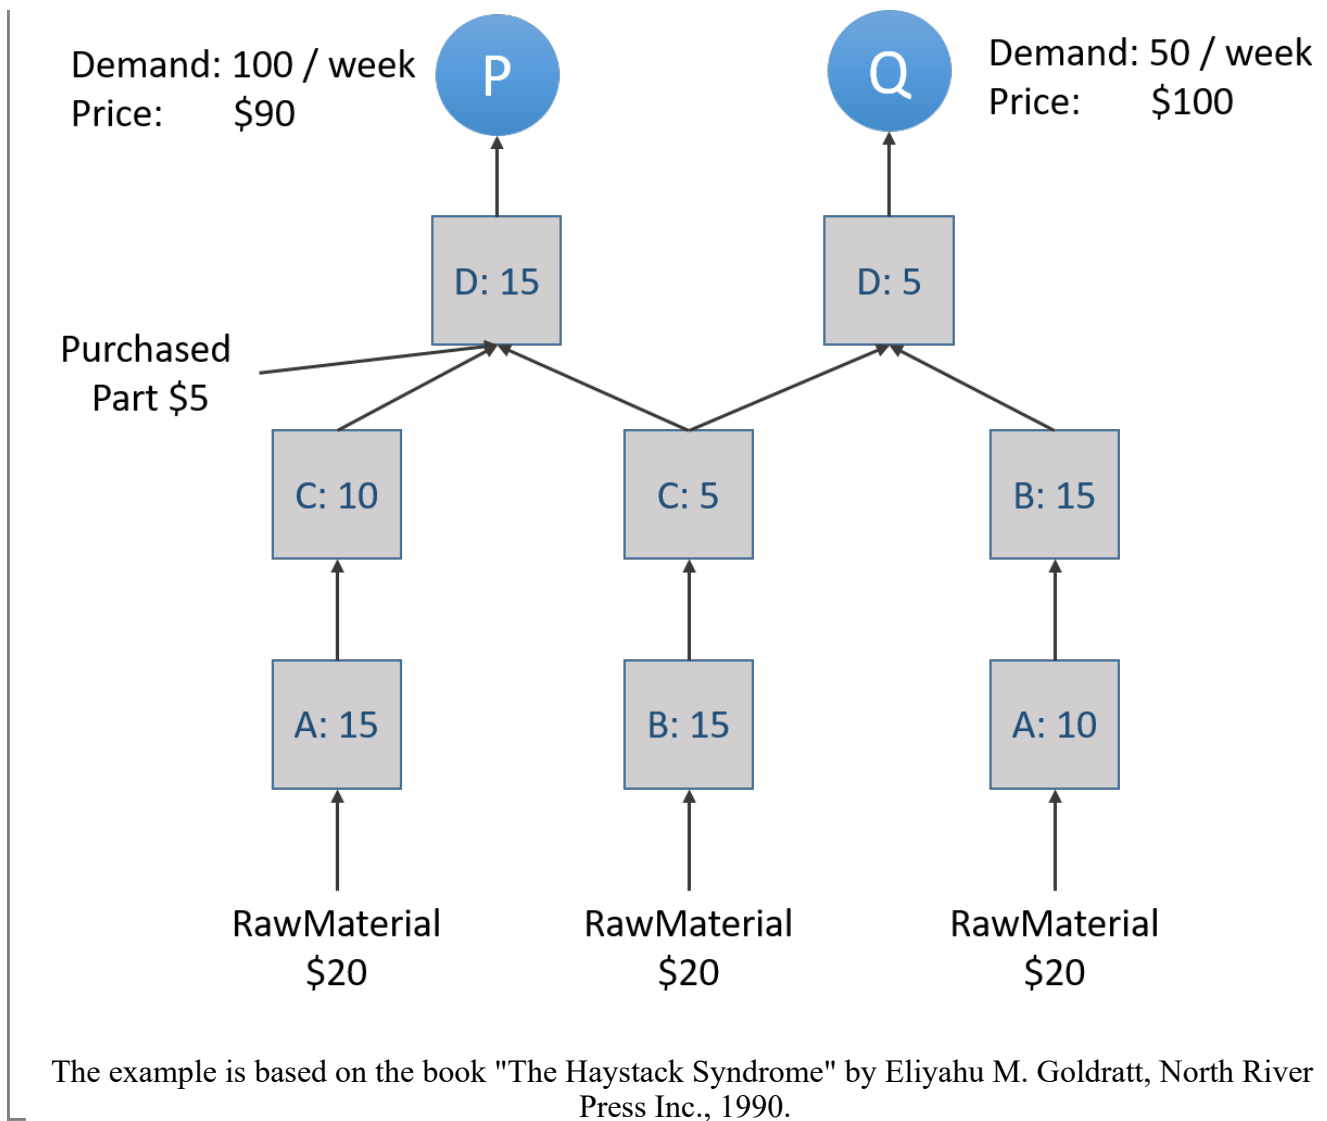 Demand: 100 / week
Price: $90
P
Q
Demand: 50 / week
Price: $100
D: 15
D: 5
Purchased
Part $5
C: 10
C: 5
B: 15
A: 15
B: 15
A: 10
RawMaterial
$20
RawMaterial
$20
RawMaterial
$20
The example is based on the book "The Haystack Syndrome" by Eliyahu M. Goldratt, North River
Press Inc., 1990.